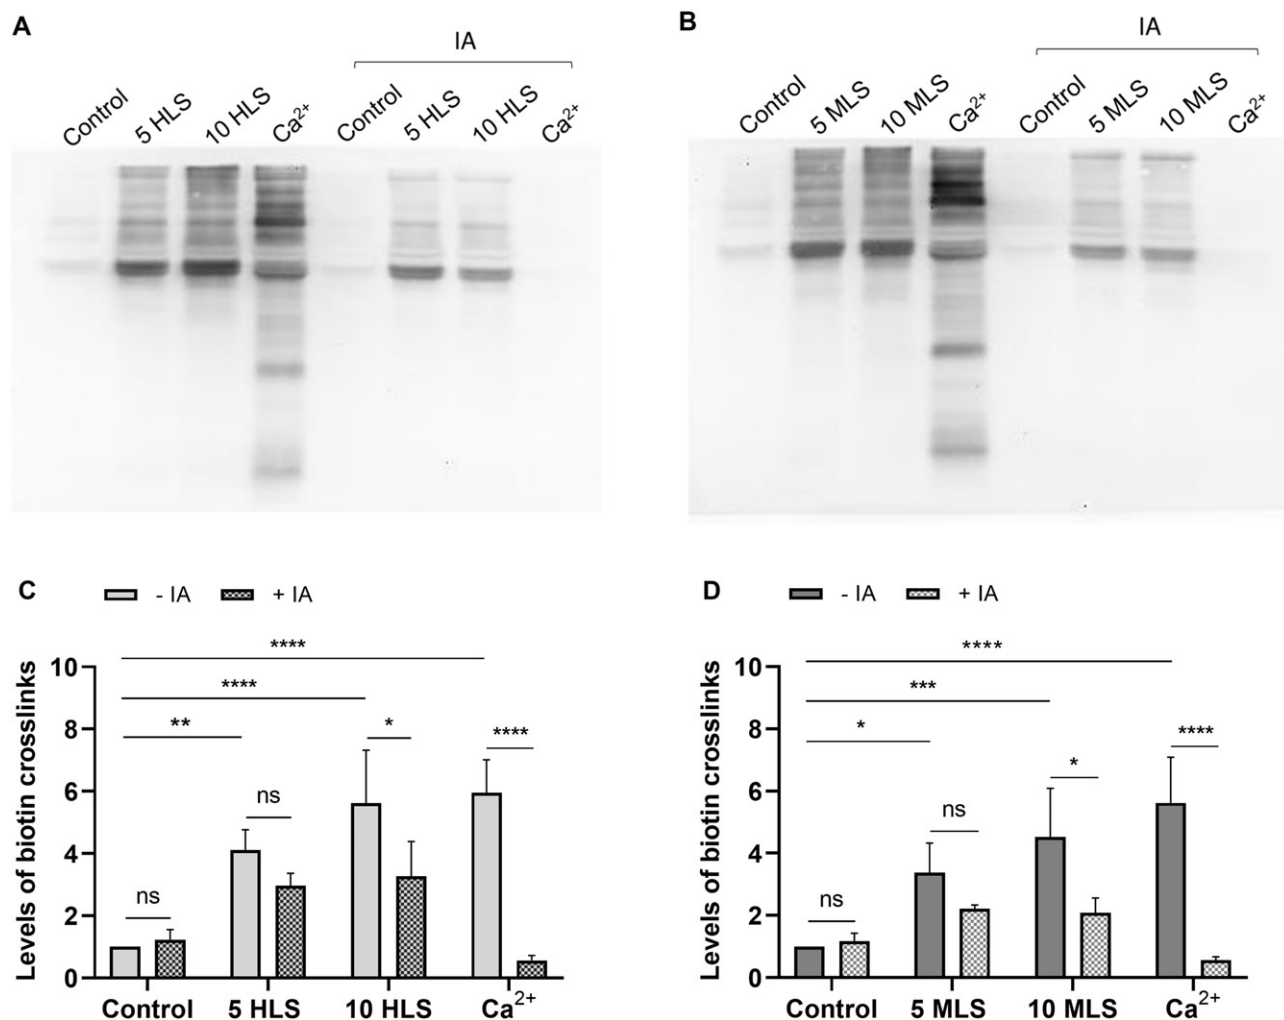 A
IA
Control 5 HLS 10 HLS Ca²⁺ Control 5 HLS 10 HLS Ca²⁺
B
IA
Control 5 MLS 10 MLS Ca²⁺ Control 5 MLS 10 MLS Ca²⁺
C
- IA + IA
Levels of biotin crosslinks
10
8
6
4
2
0
****
****
**
*
****
ns
ns
Control 5 HLS 10 HLS Ca²⁺
D
- IA + IA
Levels of biotin crosslinks
10
8
6
4
2
0
****
***
*
****
*
ns
ns
Control 5 MLS 10 MLS Ca²⁺